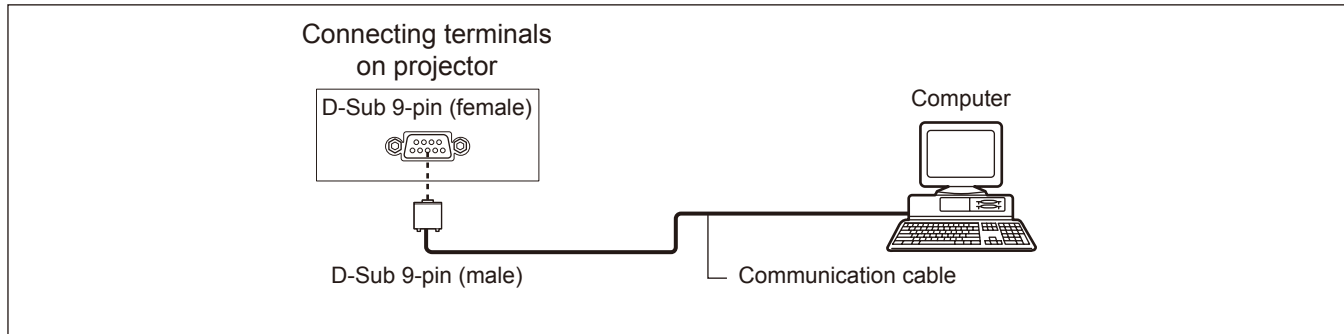 Connecting terminals
on projector
D-Sub 9-pin (female)
Computer
D-Sub 9-pin (male)
Communication cable